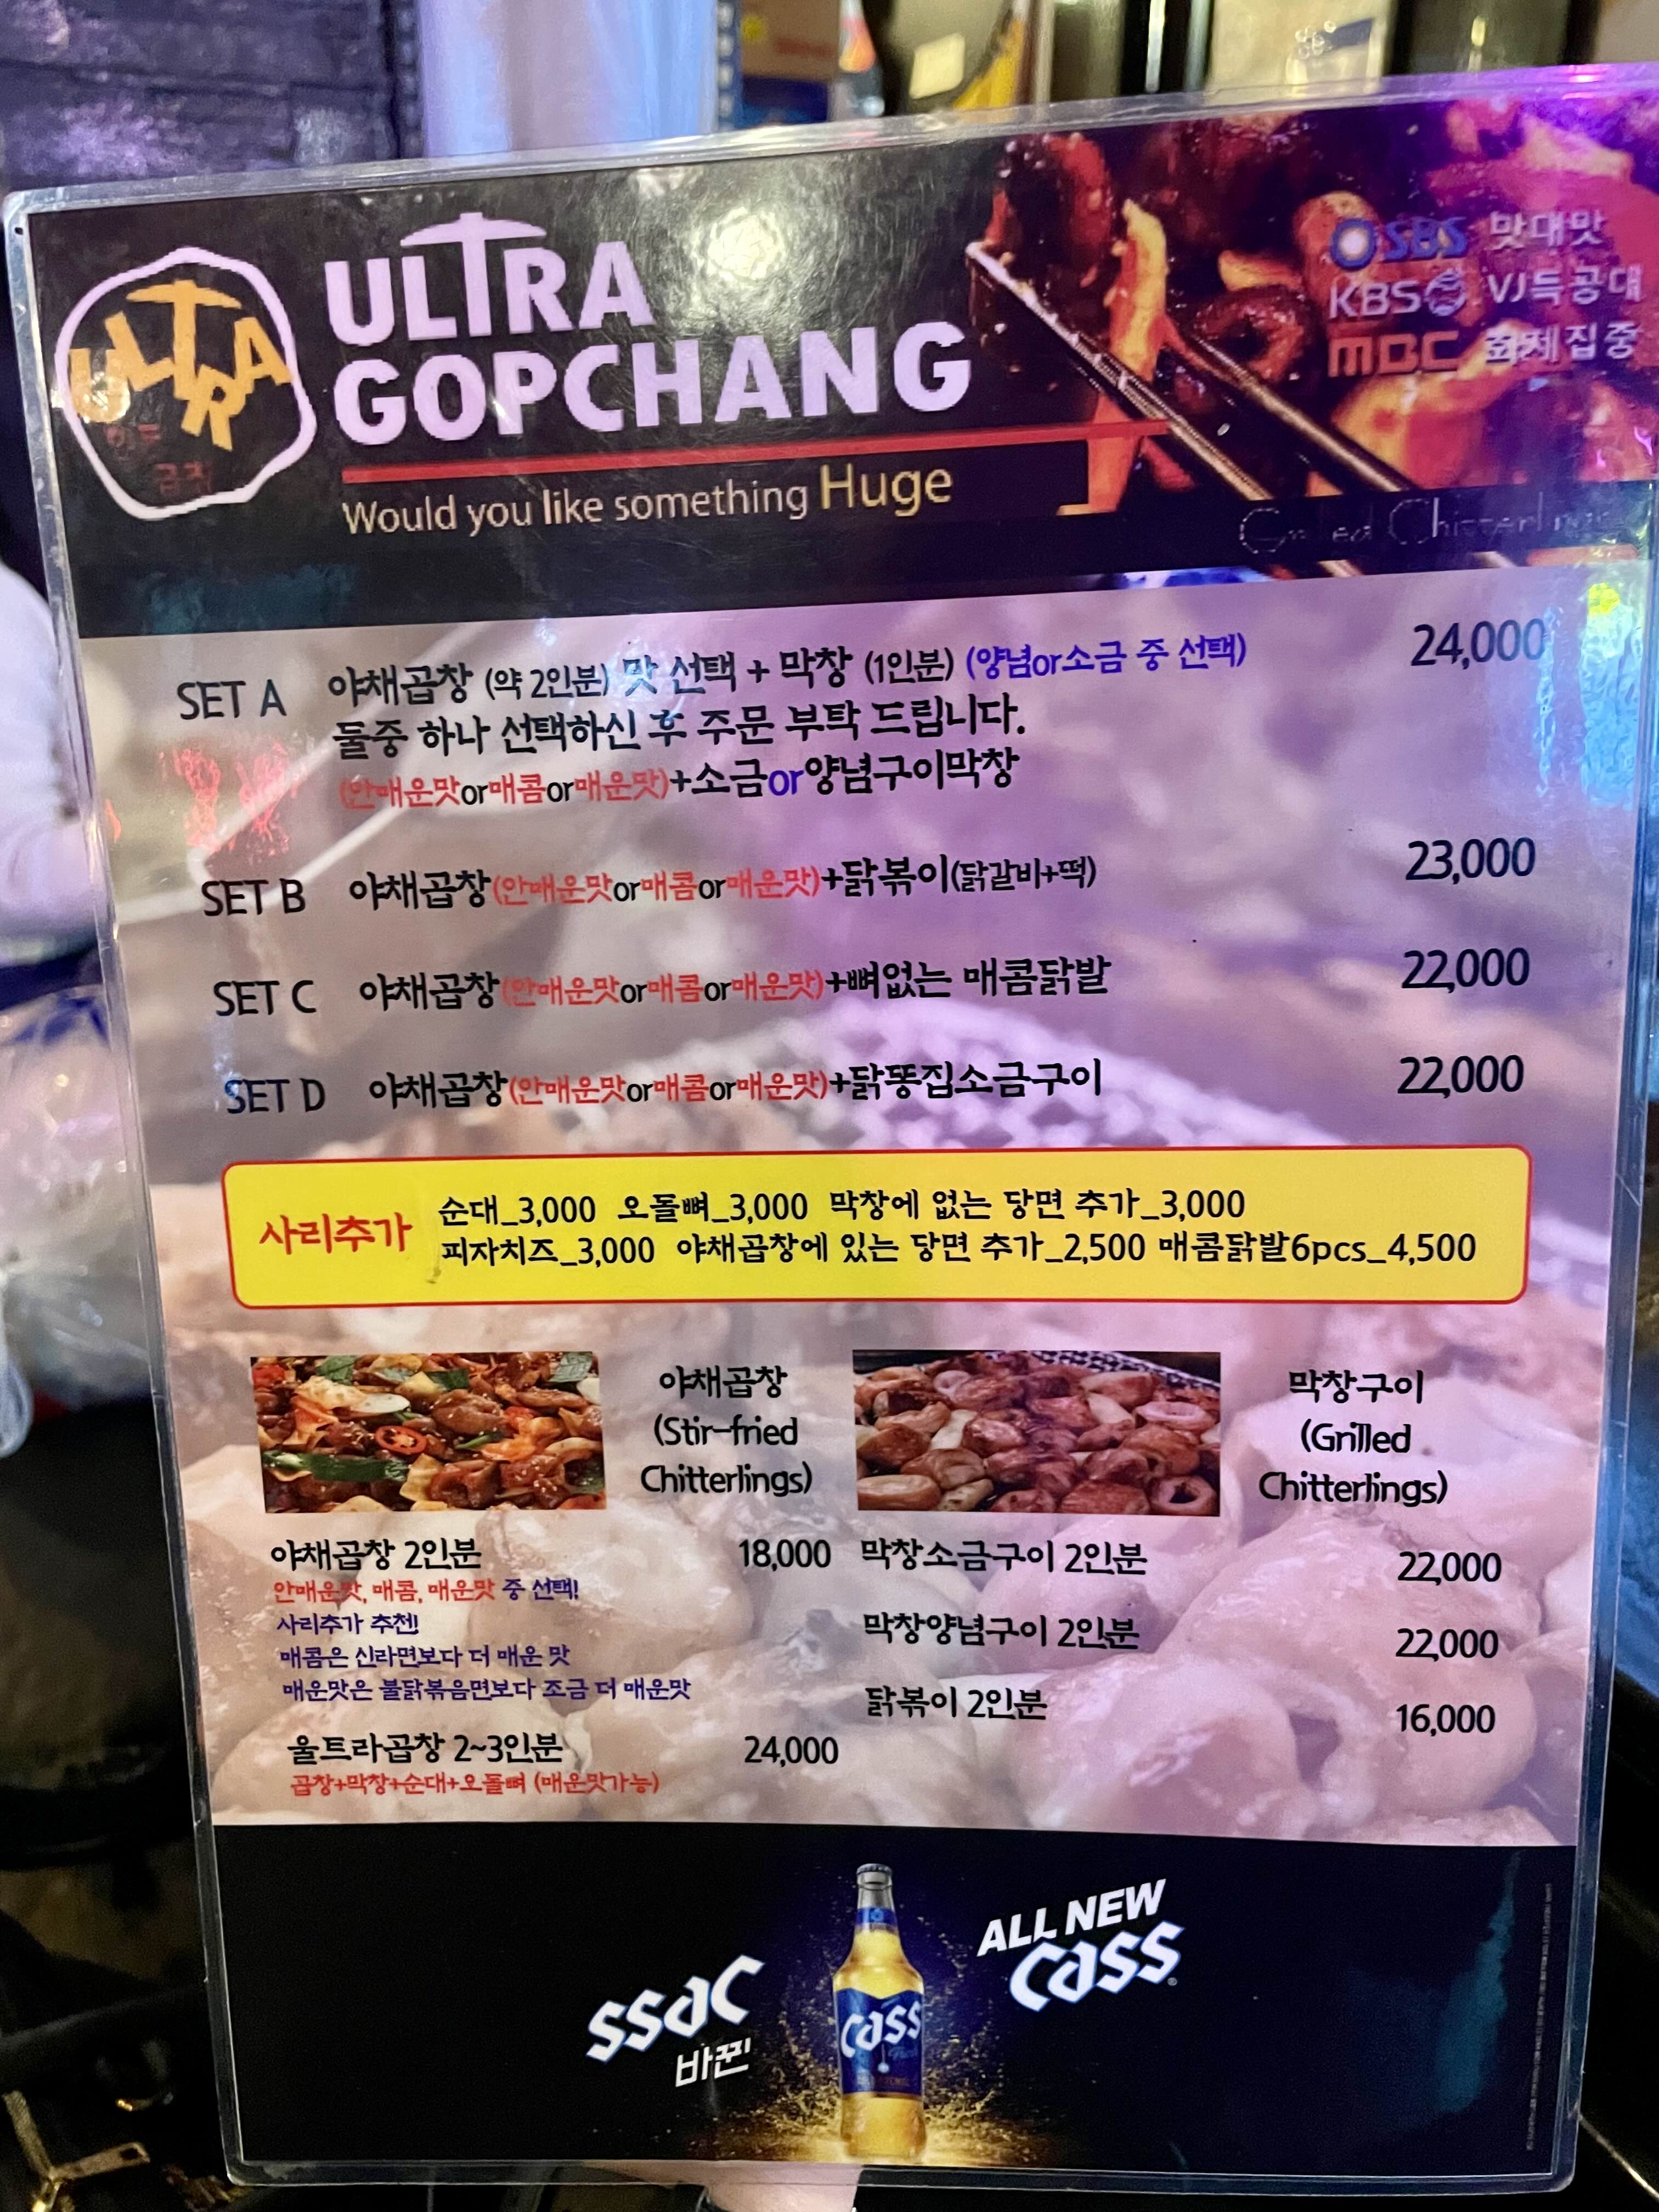 ULTRA
ULTRA
GOPCHANG
Would you like something Huge
SBS 맛대맛
KBS VJ특공대
MBC 화제집중
SET A 야채곱창 (약 2인분) 맛 선택 + 막창 (1인분) (양념or소금 중 선택) 24,000
둘중 하나 선택하신 후 주문 부탁 드립니다.
(안매운맛or매콤or매운맛)+소금or양념구이막창
SET B 야채곱창(안매운맛or매콤or매운맛)+닭볶이(닭갈비+떡) 23,000
SET C 야채곱창(안매운맛or매콤or매운맛)+뼈없는 매콤닭발 22,000
SET D 야채곱창(안매운맛or매콤or매운맛)+닭똥집소금구이 22,000
사리추가
순대_3,000 오돌뼈_3,000 막창에 없는 당면 추가_3,000
피자치즈_3,000 야채곱창에 있는 당면 추가_2,500 매콤닭발6pcs_4,500
야채곱창
(Stir-fried
Chitterlings)
막창구이
(Grilled
Chitterlings)
야채곱창 2인분 18,000
안매운맛, 매콤, 매운맛 중 선택!
사리추가 추천!
매콤은 신라면보다 더 매운 맛
매운맛은 불닭볶음면보다 조금 더 매운맛
울트라곱창 2~3인분 24,000
곱창+막창+순대+오돌뼈 (매운맛가능)
막창소금구이 2인분 22,000
막창양념구이 2인분 22,000
닭볶이 2인분 16,000
ssac
바뀐
cass
ALL NEW
cass